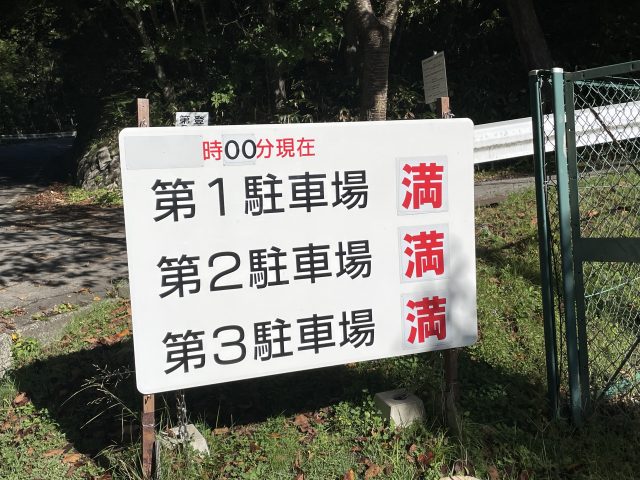 時00分現在
第1駐車場 満
第2駐車場 満
第3駐車場 満